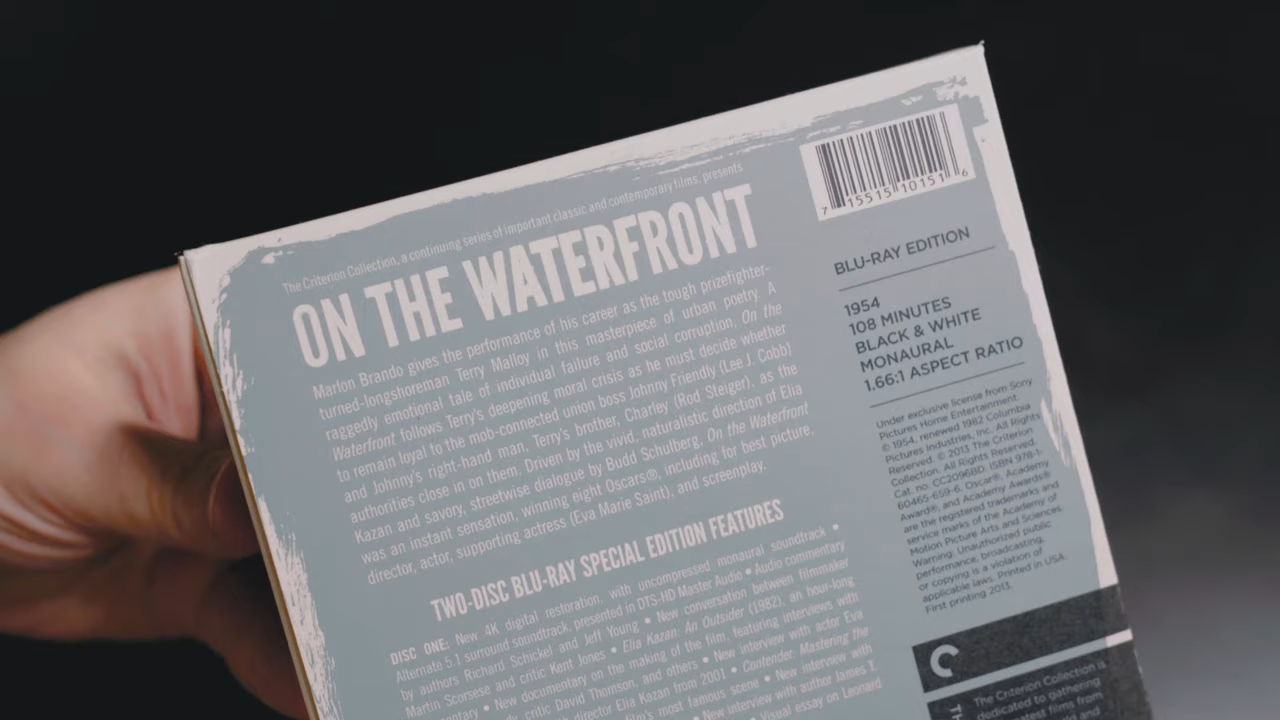 The Criterion Collection, a continuing series of important classic and contemporary films, presents
ON THE WATERFRONT
Marlon Brando gives the performance of his career as the tough prizefighter-
turned-longshoreman Terry Malloy in this masterpiece of urban poetry. A
raggedly emotional tale of individual failure and social corruption, On the
Waterfront follows Terry's deepening moral crisis as he must decide whether
to remain loyal to the mob-connected union boss Johnny Friendly (Lee J. Cobb)
and Johnny's right-hand man, Terry's brother, Charley (Rod Steiger), as the
authorities close in on them. Driven by the vivid, naturalistic direction of Elia
Kazan and savory, streetwise dialogue by Budd Schulberg, On the Waterfront
was an instant sensation, winning eight Oscars®, including for best picture,
director, actor, supporting actress (Eva Marie Saint), and screenplay.
TWO-DISC BLU-RAY SPECIAL EDITION FEATURES
DISC ONE: New 4K digital restoration, with uncompressed monaural soundtrack •
Alternate 5.1 surround soundtrack, presented in DTS-HD Master Audio • Audio commentary
by authors Richard Schickel and Jeff Young • New conversation between filmmaker
Martin Scorsese and critic Kent Jones • Elia Kazan: An Outsider (1982), an hour-long
• New documentary on the making of the film, featuring interviews with
critic David Thomson, and others • New interview with actor Eva
director Elia Kazan from 2001 • Contender: Mastering the
film's most famous scene • New interview with
• New interview with author James T.
• Visual essay on Leonard
7 15515 10151 6
BLU-RAY EDITION
1954
108 MINUTES
BLACK & WHITE
MONAURAL
1.66:1 ASPECT RATIO
Under exclusive license from Sony
Pictures Home Entertainment.
© 1954, renewed 1982 Columbia
Pictures Industries, Inc. All Rights
Reserved. © 2013 The Criterion
Collection. All Rights Reserved.
Cat. no. CC2096BD. ISBN 978-1-
60465-659-6. Oscar®, Academy
Award®, and Academy Awards®
are the registered trademarks and
service marks of the Academy of
Motion Picture Arts and Sciences.
Warning: Unauthorized public
performance, broadcasting,
or copying is a violation of
applicable laws. Printed in USA.
First printing 2013.
The Criterion Collection is
dedicated to gathering
films from
and